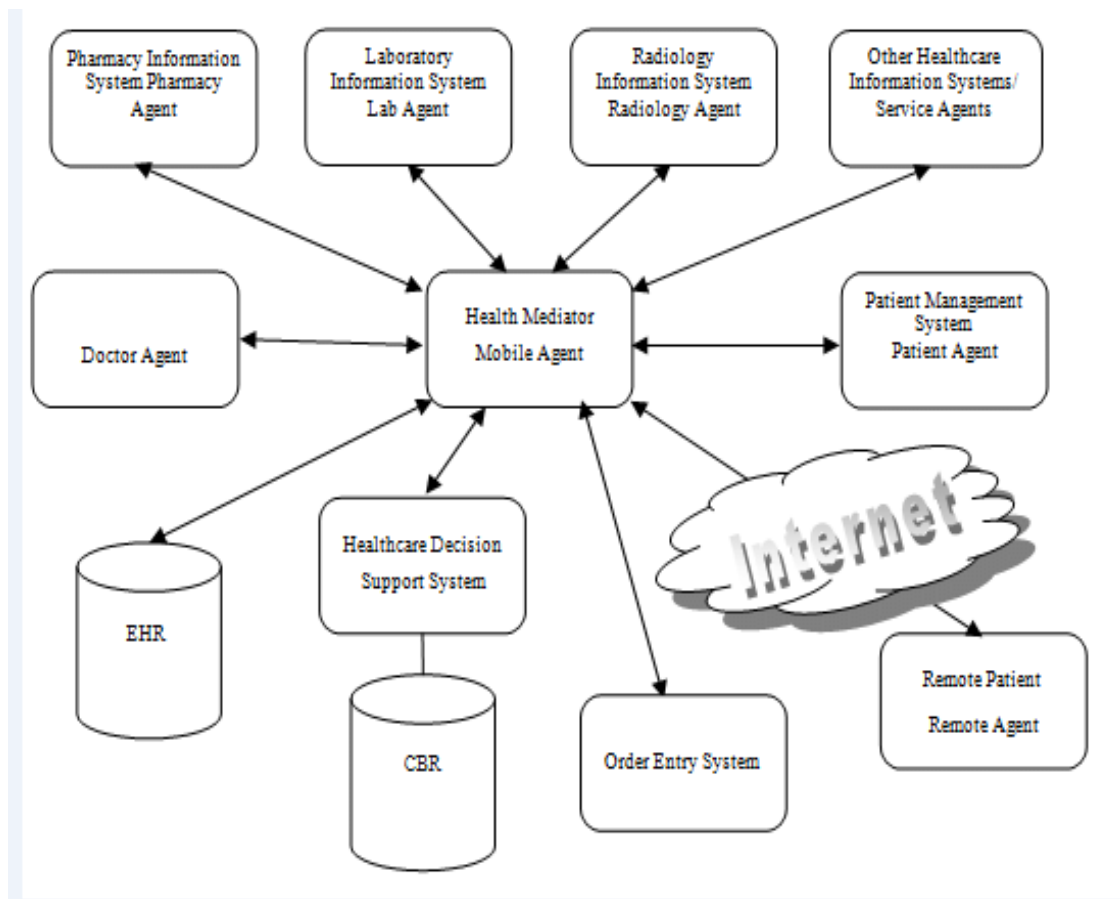 Pharmacy Information
System Pharmacy
Agent
Laboratory
Information System
Lab Agent
Radiology
Information System
Radiology Agent
Other Healthcare
Information Systems/
Service Agents
Doctor Agent
Health Mediator
Mobile Agent
Patient Management
System
Patient Agent
Internet
EHR
Healthcare Decision
Support System
CBR
Order Entry System
Remote Patient
Remote Agent